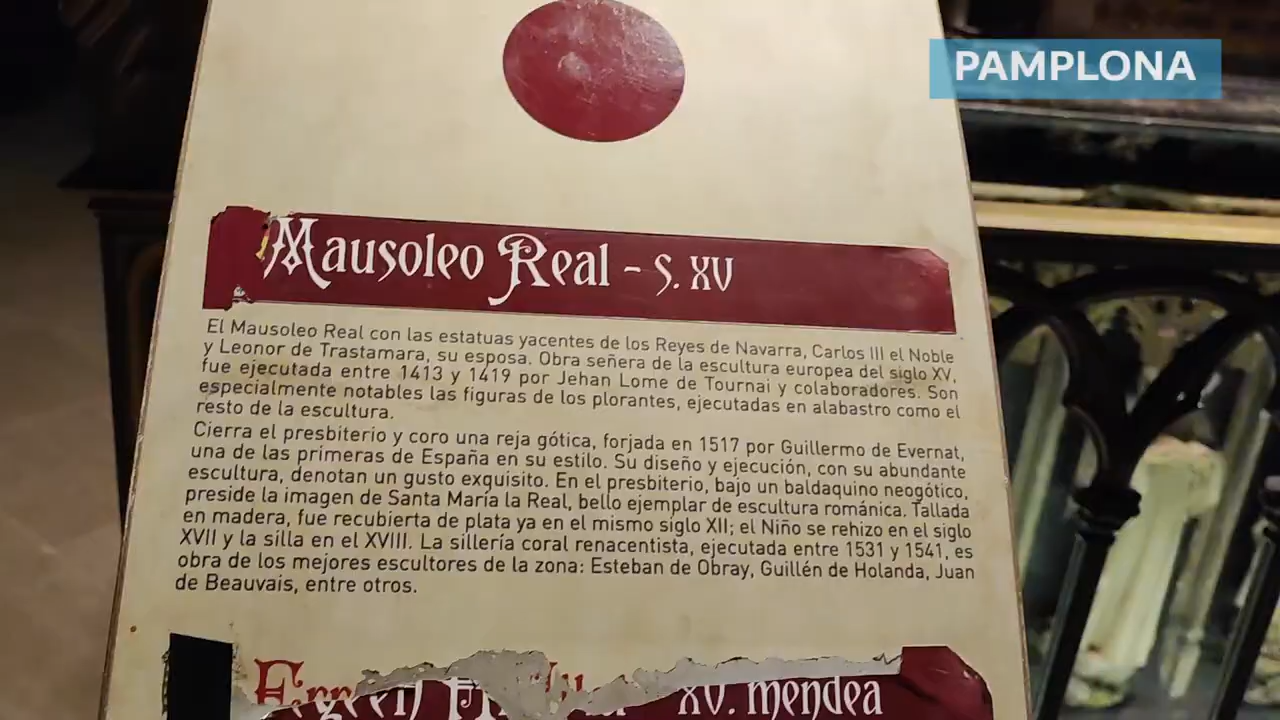 PAMPLONA
Mausoleo Real - S. XV
El Mausoleo Real con las estatuas yacentes de los Reyes de Navarra, Carlos III el Noble
y Leonor de Trastamara, su esposa. Obra señera de la escultura europea del siglo XV,
fue ejecutada entre 1413 y 1419 por Jehan Lome de Tournai y colaboradores. Son
especialmente notables las figuras de los plorantes, ejecutadas en alabastro como el
resto de la escultura.
Cierra el presbiterio y coro una reja gótica, forjada en 1517 por Guillermo de Evernat,
una de las primeras de España en su estilo. Su diseño y ejecución, con su abundante
escultura, denotan un gusto exquisito. En el presbiterio, bajo un baldaquino neogótico,
preside la imagen de Santa María la Real, bello ejemplar de escultura románica. Tallada
en madera, fue recubierta de plata ya en el mismo siglo XII; el Niño se rehizo en el siglo
XVII y la silla en el XVIII. La sillería coral renacentista, ejecutada entre 1531 y 1541, es
obra de los mejores escultores de la zona: Esteban de Obray, Guillén de Holanda, Juan
de Beauvais, entre otros.
XV. mendea